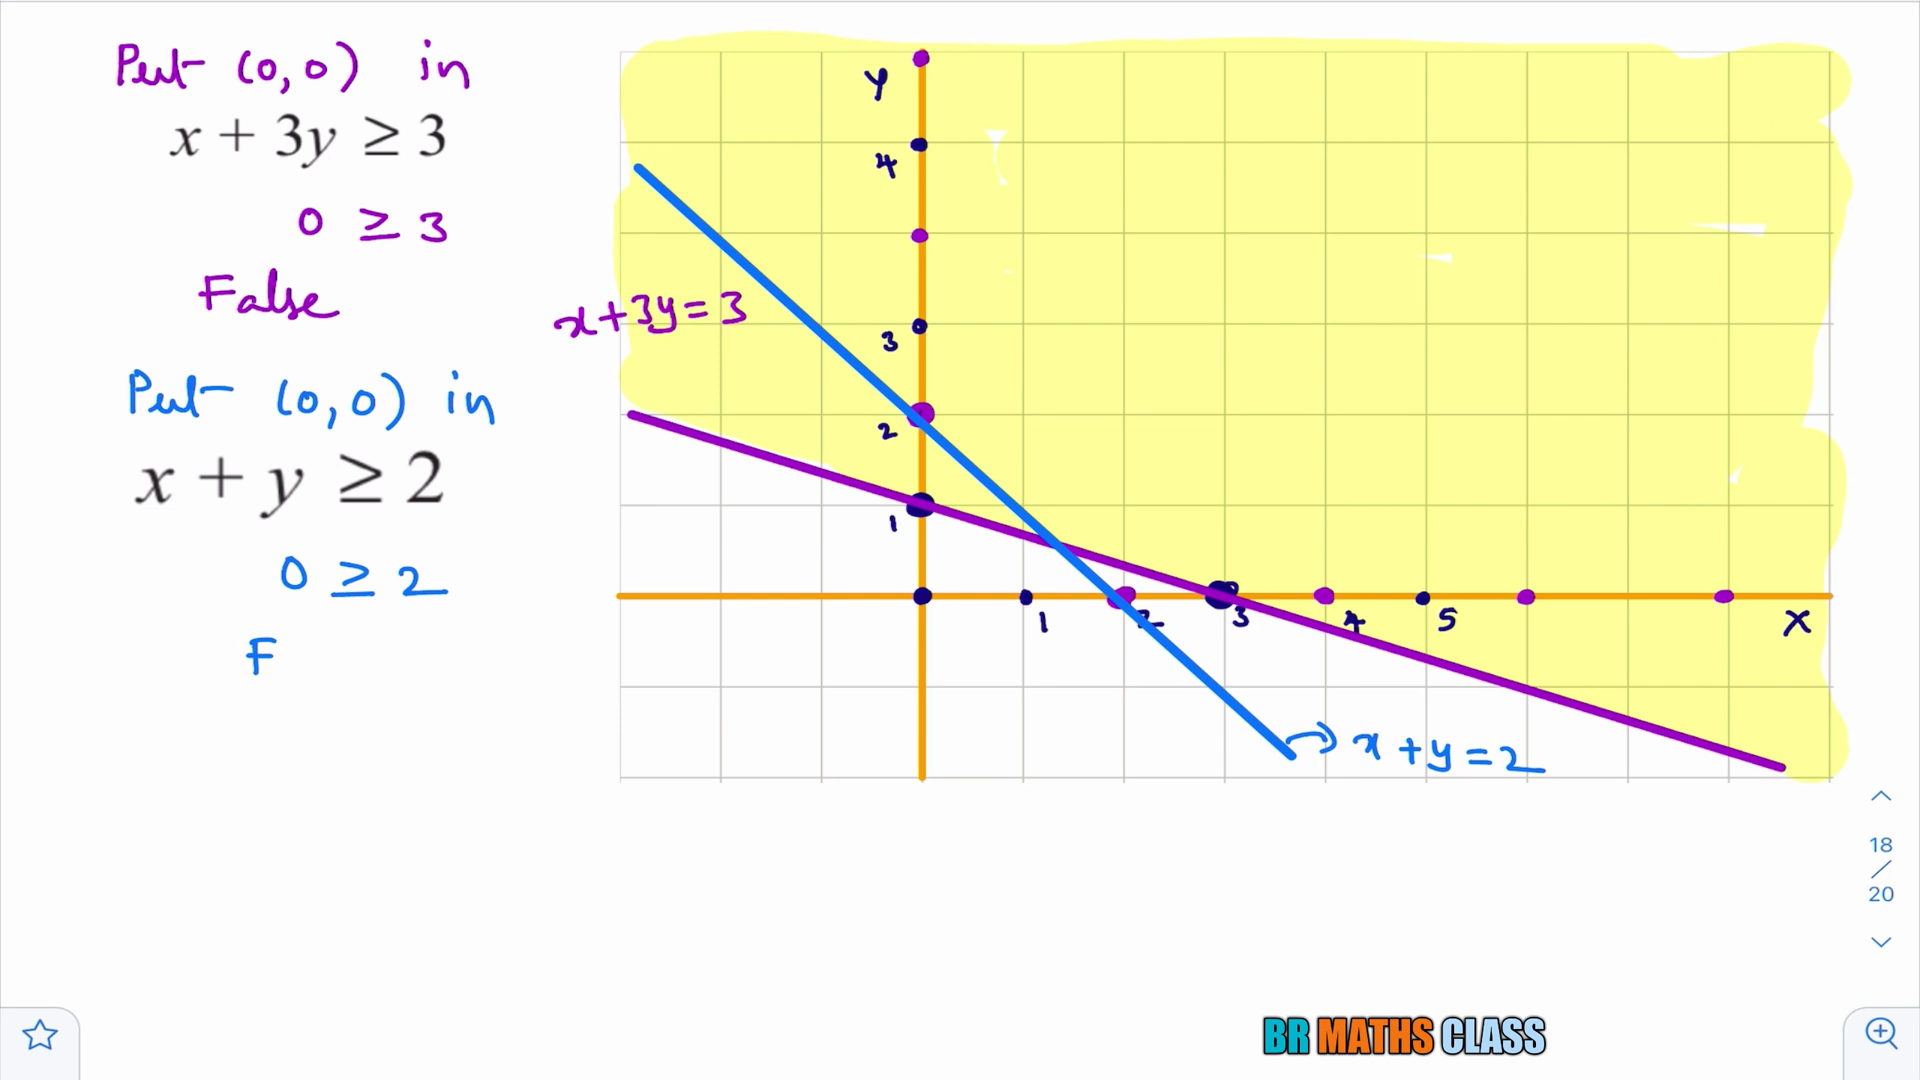 Put (0,0) in
x + 3y ≥ 3
0 ≥ 3
False
Put (0,0) in
x + y ≥ 2
0 ≥ 2
F
y
4
x+3y=3
3
2
1
1 2 3 4 5 x
x+y=2
18
/
20
BR MATHS CLASS